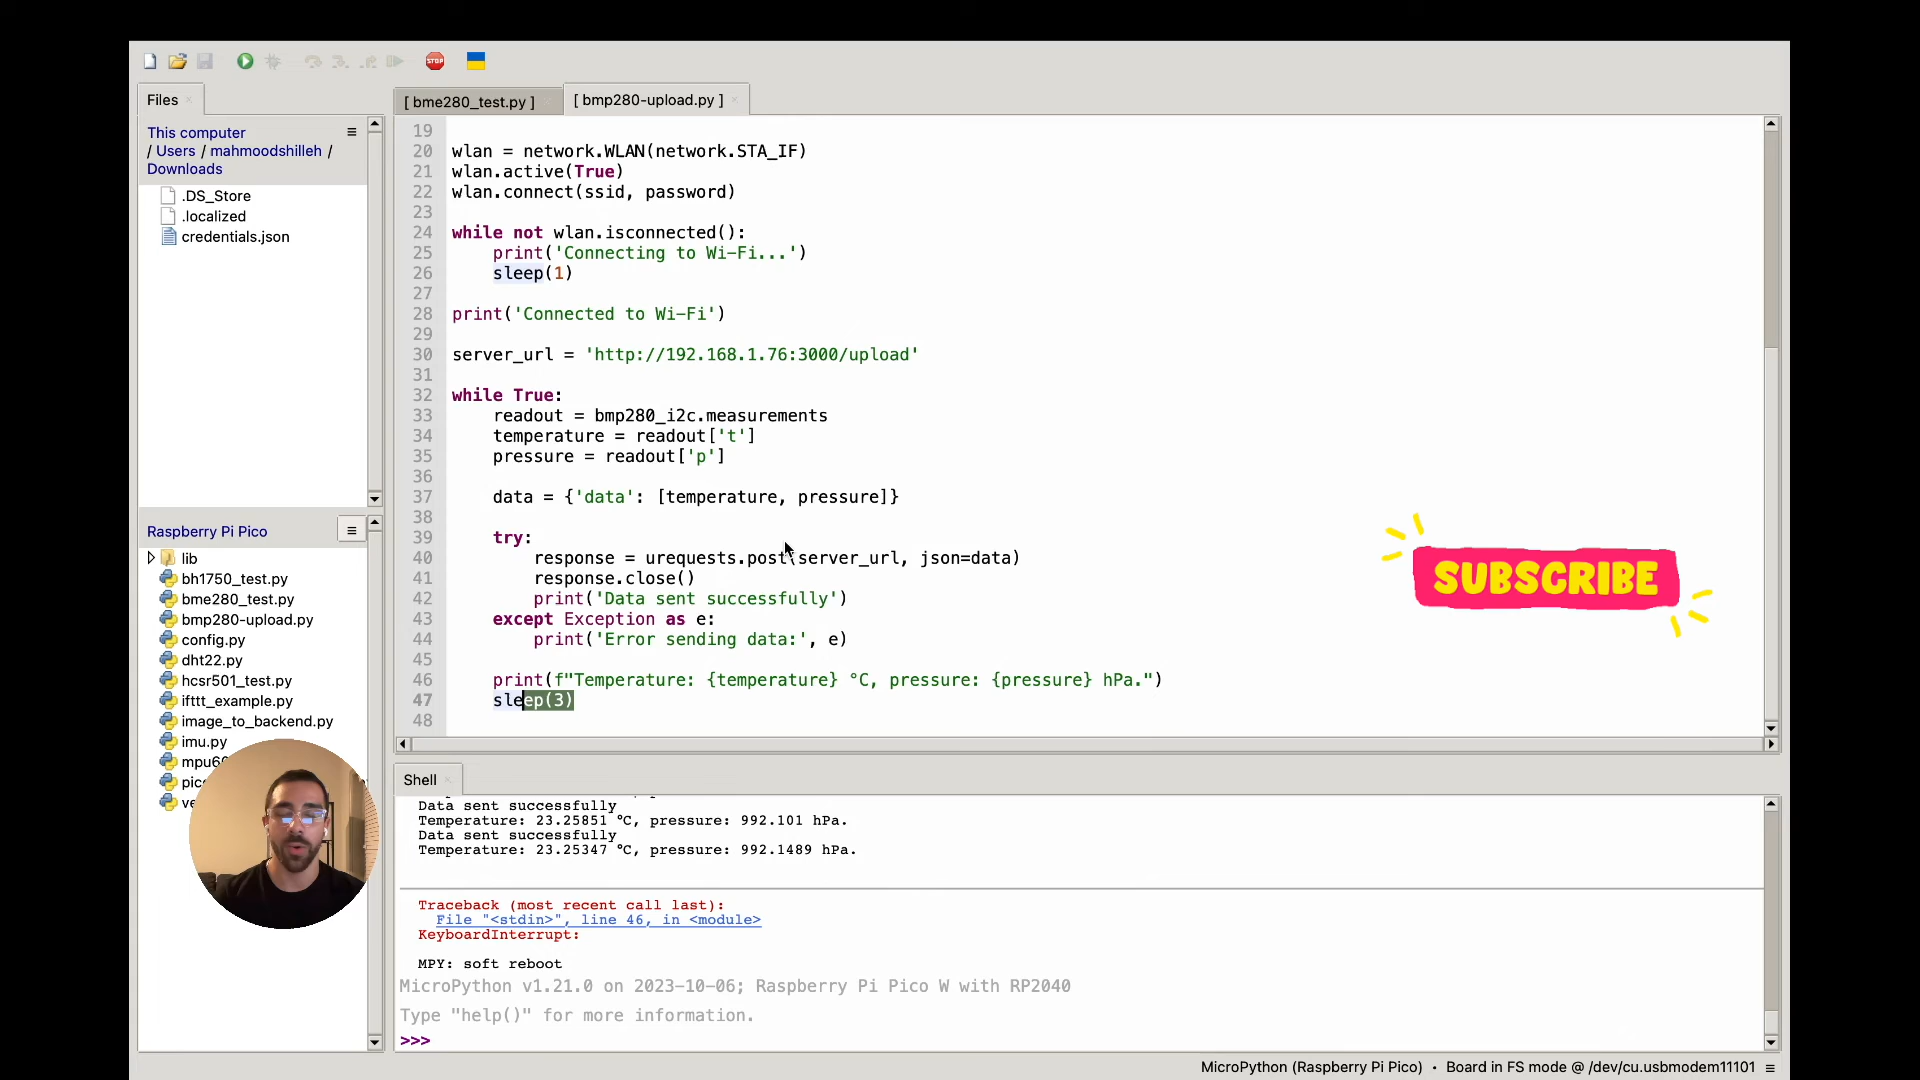 STOP
Files
[ bme280_test.py ]
[ bmp280-upload.py ]
This computer
/ Users / mahmoodshilleh /
Downloads
.DS_Store
.localized
credentials.json
Raspberry Pi Pico
lib
bh1750_test.py
bme280_test.py
bmp280-upload.py
config.py
dht22.py
hcsr501_test.py
ifttt_example.py
image_to_backend.py
imu.py
19
20 wlan = network.WLAN(network.STA_IF)
21 wlan.active(True)
22 wlan.connect(ssid, password)
23
24 while not wlan.isconnected():
25 print('Connecting to Wi-Fi...')
26 sleep(1)
27
28 print('Connected to Wi-Fi')
29
30 server_url = 'http://192.168.1.76:3000/upload'
31
32 while True:
33 readout = bmp280_i2c.measurements
34 temperature = readout['t']
35 pressure = readout['p']
36
37 data = {'data': [temperature, pressure]}
38
39 try:
40 response = urequests.post(server_url, json=data)
41 response.close()
42 print('Data sent successfully')
43 except Exception as e:
44 print('Error sending data:', e)
45
46 print(f"Temperature: {temperature} °C, pressure: {pressure} hPa.")
47 sleep(3)
48
SUBSCRIBE
Shell
Data sent successfully
Temperature: 23.25851 °C, pressure: 992.101 hPa.
Data sent successfully
Temperature: 23.25347 °C, pressure: 992.1489 hPa.
Traceback (most recent call last):
File "<stdin>", line 46, in <module>
KeyboardInterrupt:
MPY: soft reboot
MicroPython v1.21.0 on 2023-10-06; Raspberry Pi Pico W with RP2040
Type "help()" for more information.
>>>
MicroPython (Raspberry Pi Pico) • Board in FS mode @ /dev/cu.usbmodem11101